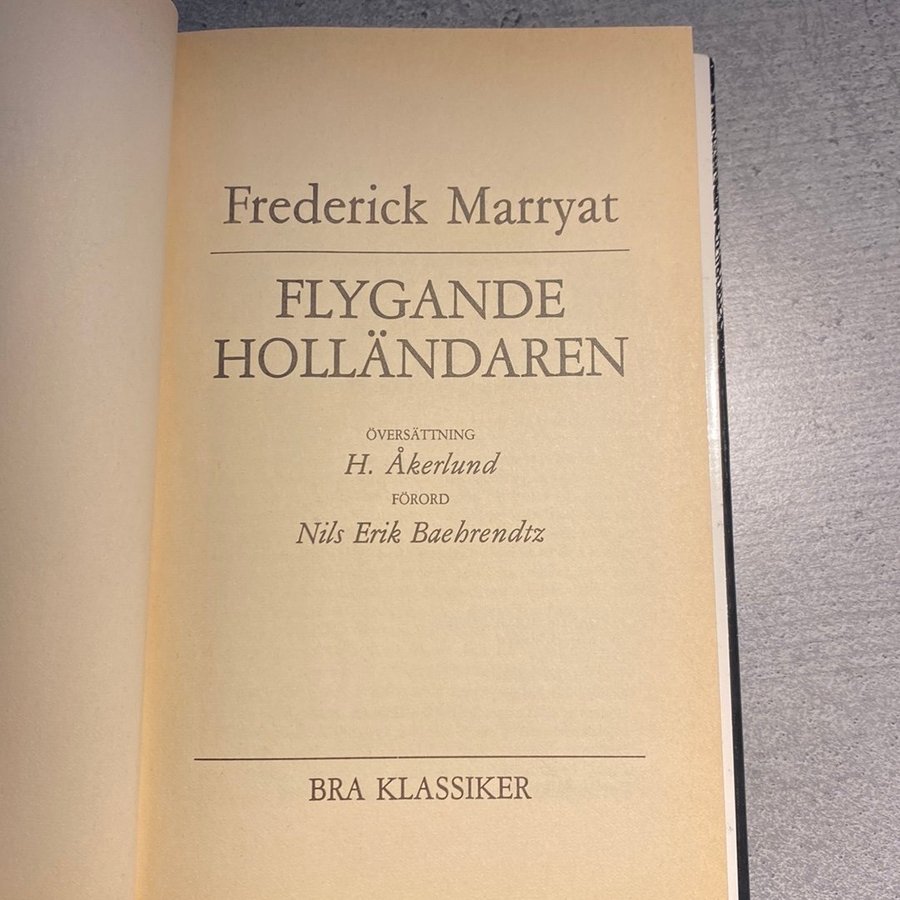 Frederick Marryat
FLYGANDE
HOLLÄNDAREN
ÖVERSÄTTNING
H. Åkerlund
FÖRORD
Nils Erik Baehrendtz
BRA KLASSIKER